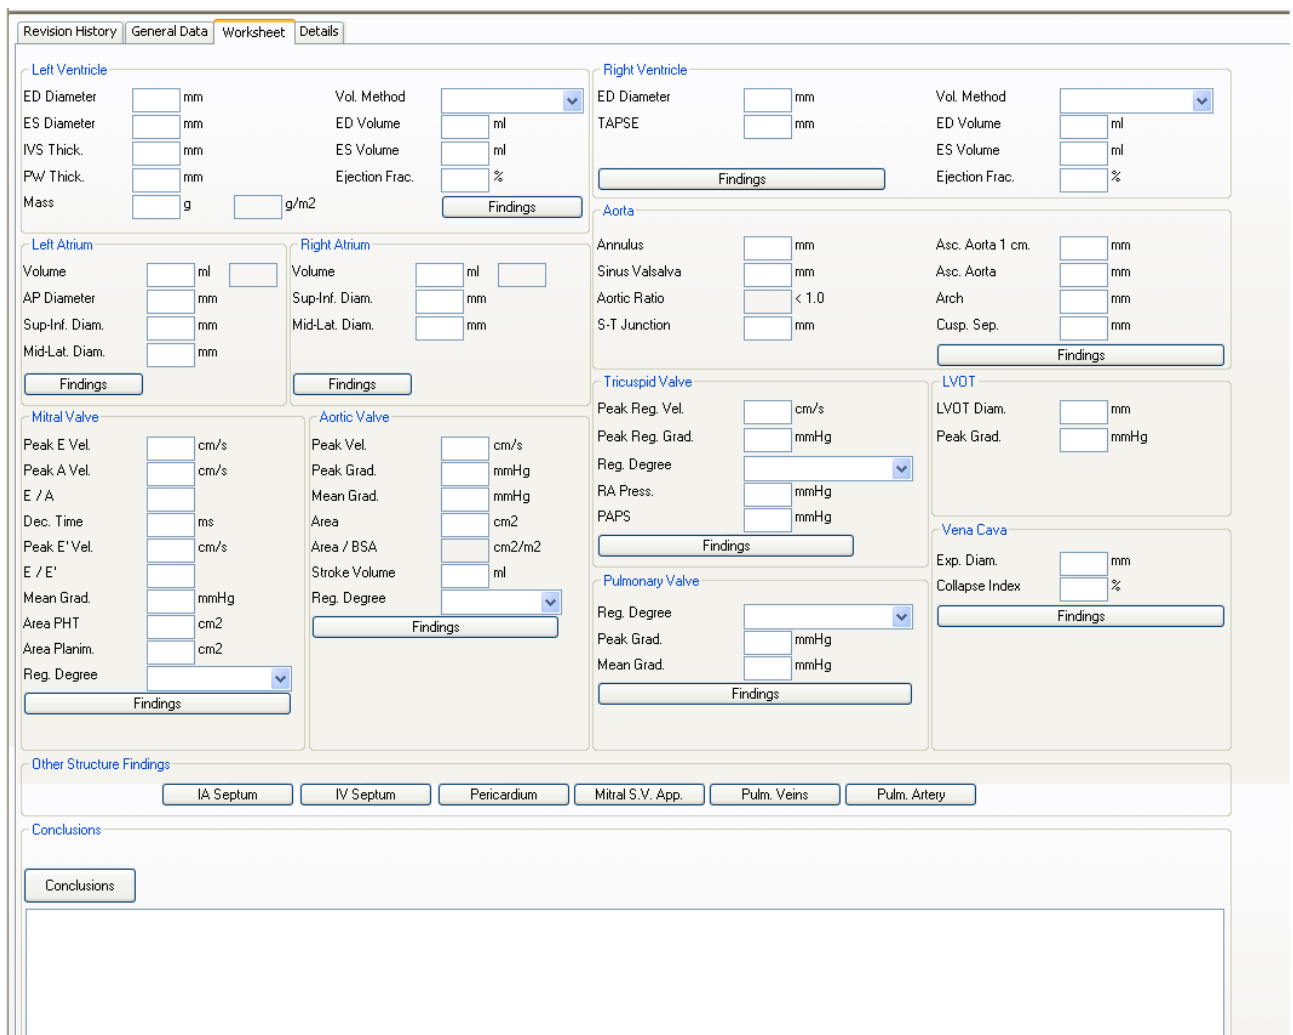 Revision History General Data Worksheet Details
Left Ventricle
ED Diameter mm Vol. Method
ES Diameter mm ED Volume ml
IVS Thick. mm ES Volume ml
PW Thick. mm Ejection Frac. %
Mass g g/m2 Findings
Right Ventricle
ED Diameter mm Vol. Method
TAPSE mm ED Volume ml
ES Volume ml
Findings Ejection Frac. %
Left Atrium
Volume ml
AP Diameter mm
Sup-Inf. Diam. mm
Mid-Lat. Diam. mm
Findings
Right Atrium
Volume ml
Sup-Inf. Diam. mm
Mid-Lat. Diam. mm
Findings
Aorta
Annulus mm Asc. Aorta 1 cm. mm
Sinus Valsalva mm Asc. Aorta mm
Aortic Ratio < 1.0 Arch mm
S-T Junction mm Cusp. Sep. mm
Findings
Mitral Valve
Peak E Vel. cm/s
Peak A Vel. cm/s
E / A
Dec. Time ms
Peak E' Vel. cm/s
E / E'
Mean Grad. mmHg
Area PHT cm2
Area Planim. cm2
Reg. Degree
Findings
Aortic Valve
Peak Vel. cm/s
Peak Grad. mmHg
Mean Grad. mmHg
Area cm2
Area / BSA cm2/m2
Stroke Volume ml
Reg. Degree
Findings
Tricuspid Valve
Peak Reg. Vel. cm/s
Peak Reg. Grad. mmHg
Reg. Degree
RA Press. mmHg
PAPS mmHg
Findings
LVOT
LVOT Diam. mm
Peak Grad. mmHg
Pulmonary Valve
Reg. Degree
Peak Grad. mmHg
Mean Grad. mmHg
Findings
Vena Cava
Exp. Diam. mm
Collapse Index %
Findings
Other Structure Findings
IA Septum IV Septum Pericardium Mitral S.V. App. Pulm. Veins Pulm. Artery
Conclusions
Conclusions